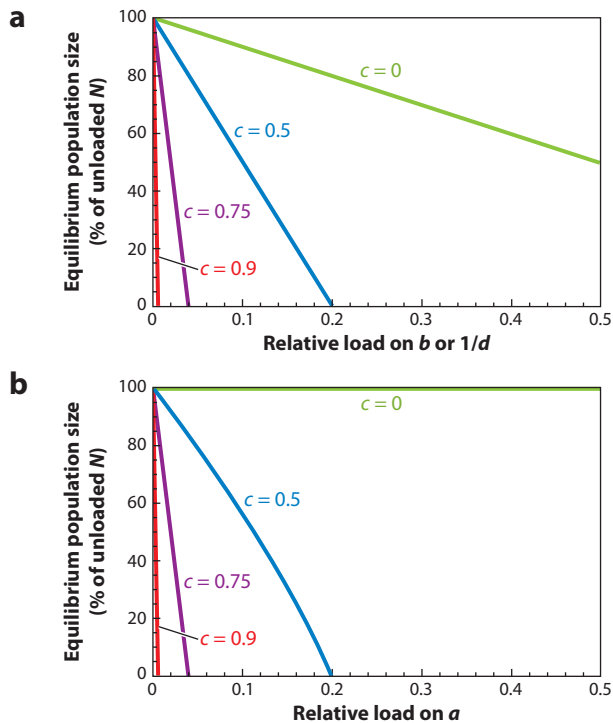 a
Equilibrium population size
(% of unloaded N)
100
80
60
40
20
0
c = 0
c = 0.5
c = 0.75
c = 0.9
0
0.1
0.2
0.3
0.4
0.5
Relative load on b or 1/d
b
Equilibrium population size
(% of unloaded N)
100
80
60
40
20
0
c = 0
c = 0.5
c = 0.75
c = 0.9
0
0.1
0.2
0.3
0.4
0.5
Relative load on a